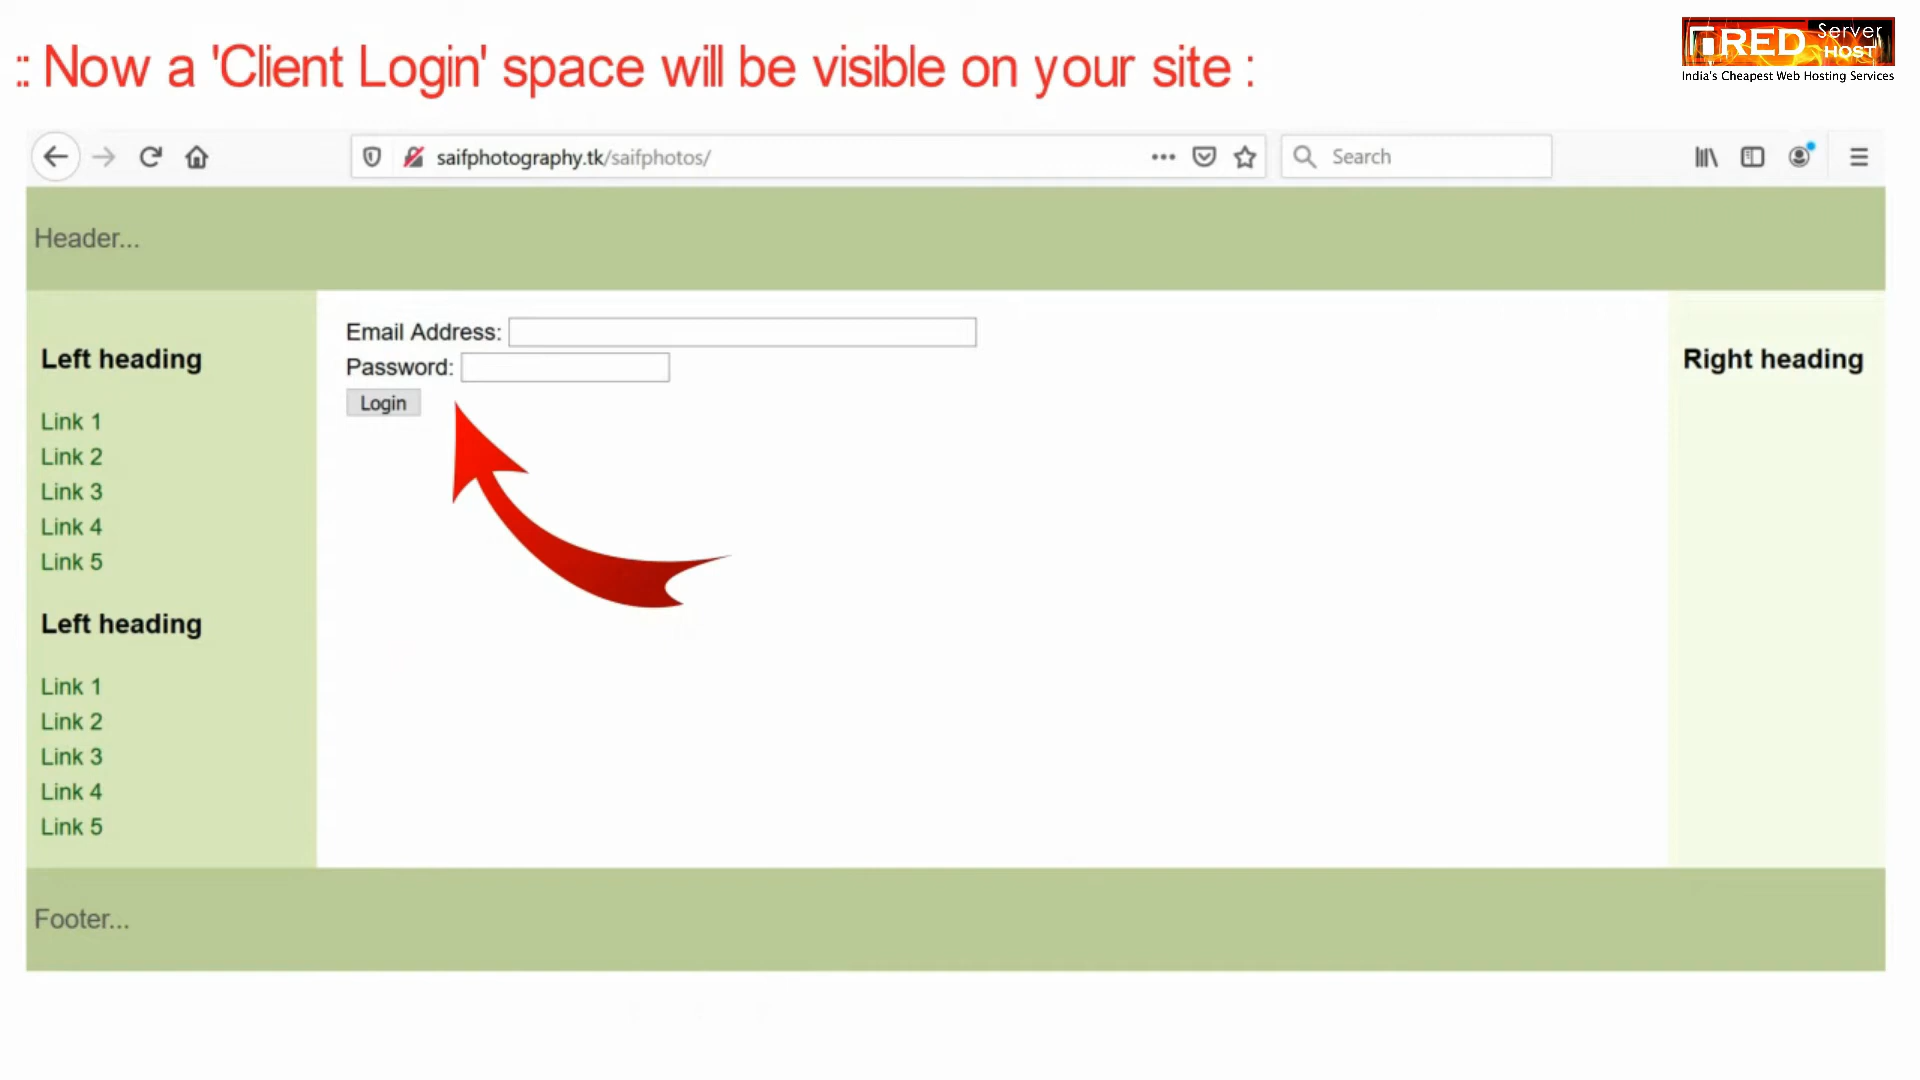 :: Now a 'Client Login' space will be visible on your site :
RED Server HOST
India's Cheapest Web Hosting Services
saifphotography.tk/saifphotos/
Search
Header...
Left heading
Link 1
Link 2
Link 3
Link 4
Link 5
Left heading
Link 1
Link 2
Link 3
Link 4
Link 5
Email Address:
Password:
Login
Right heading
Footer...